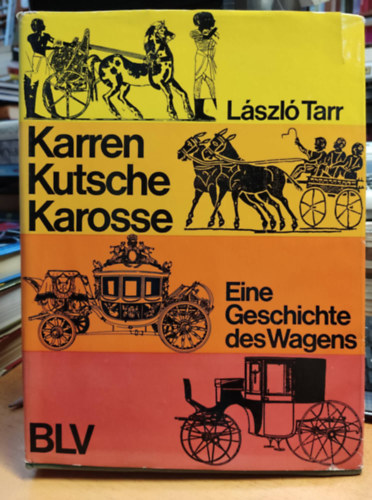 László Tarr
Karren
Kutsche
Karosse
Eine
Geschichte
des Wagens
BLV